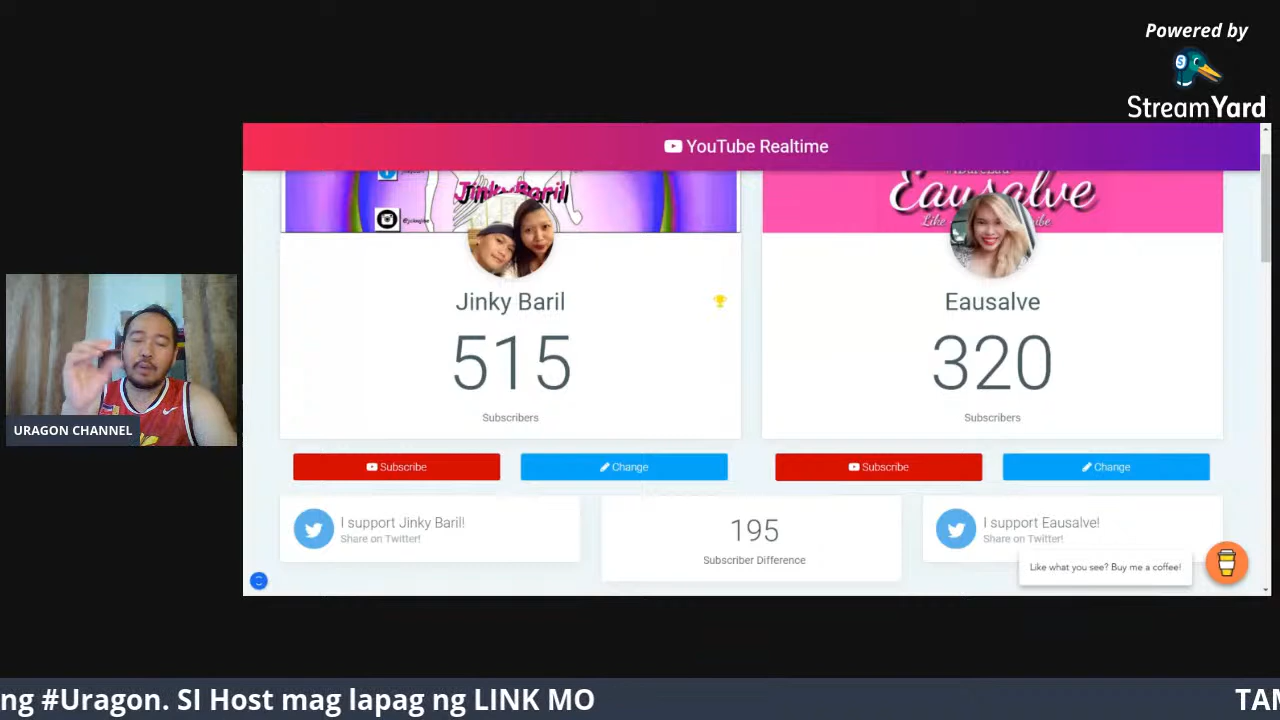 Powered by
StreamYard
YouTube Realtime
JinkyBaril
Eausalve
Like
Jinky Baril
515
Subscribers
Eausalve
320
Subscribers
Subscribe
Change
Subscribe
Change
I support Jinky Baril!
Share on Twitter!
195
Subscriber Difference
I support Eausalve!
Share on Twitter!
Like what you see? Buy me a coffee!
URAGON CHANNEL
ng #Uragon. SI Host mag lapag ng LINK MO
TAM